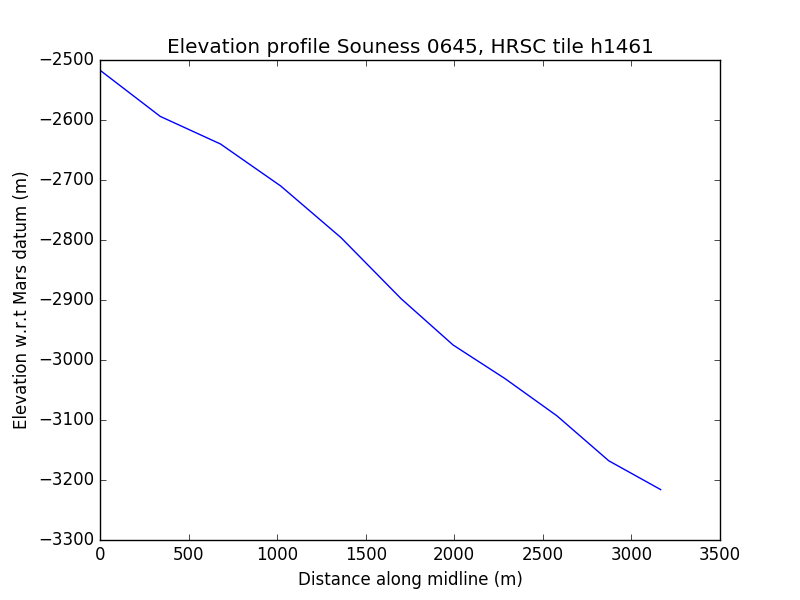 Elevation profile Souness 0645, HRSC tile h1461
−2500
−2600
−2700
−2800
−2900
−3000
−3100
−3200
−3300
Elevation w.r.t Mars datum (m)
0 500 1000 1500 2000 2500 3000 3500
Distance along midline (m)